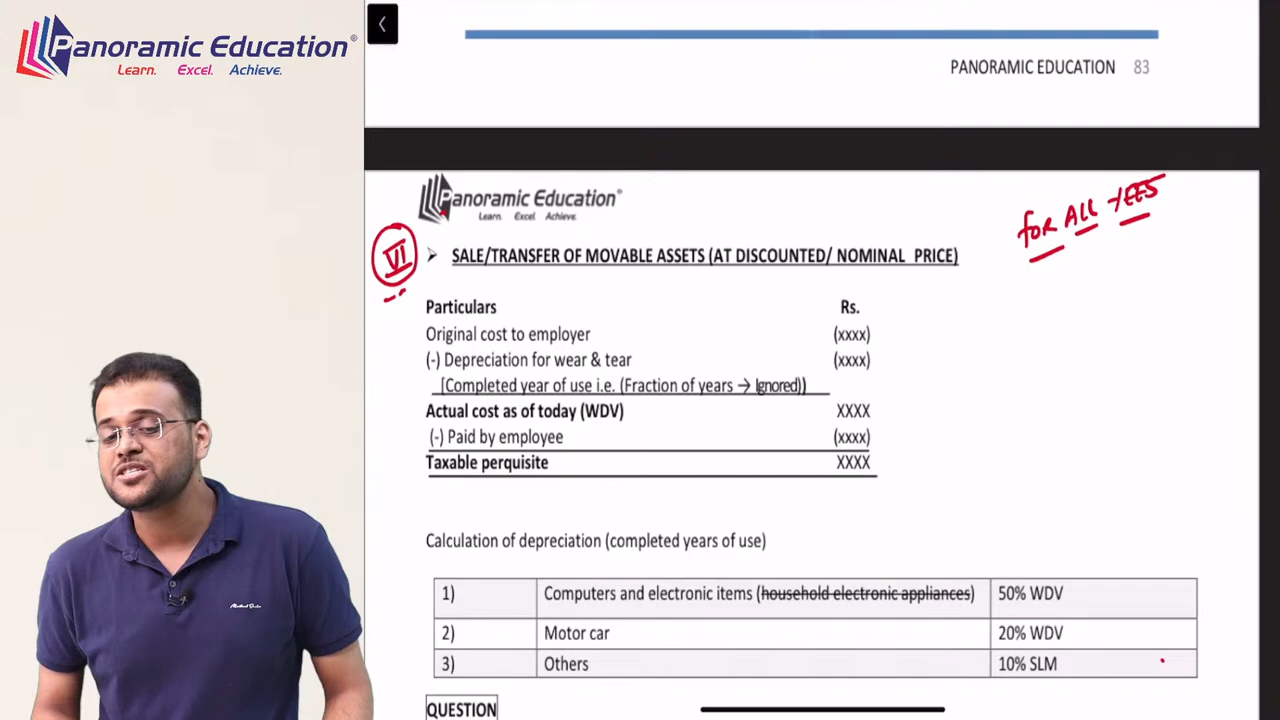 Panoramic Education®
Learn. Excel. Achieve.
PANORAMIC EDUCATION 83
Panoramic Education®
Learn. Excel. Achieve.
FOR ALL -YEES
VI
➢ SALE/TRANSFER OF MOVABLE ASSETS (AT DISCOUNTED/ NOMINAL PRICE)
Particulars Rs.
Original cost to employer (xxxx)
(-) Depreciation for wear & tear (xxxx)
[Completed year of use i.e. (Fraction of years → Ignored))
Actual cost as of today (WDV) XXXX
(-) Paid by employee (xxxx)
Taxable perquisite XXXX
Calculation of depreciation (completed years of use)
1) Computers and electronic items (household electronic appliances) 50% WDV
2) Motor car 20% WDV
3) Others 10% SLM
QUESTION